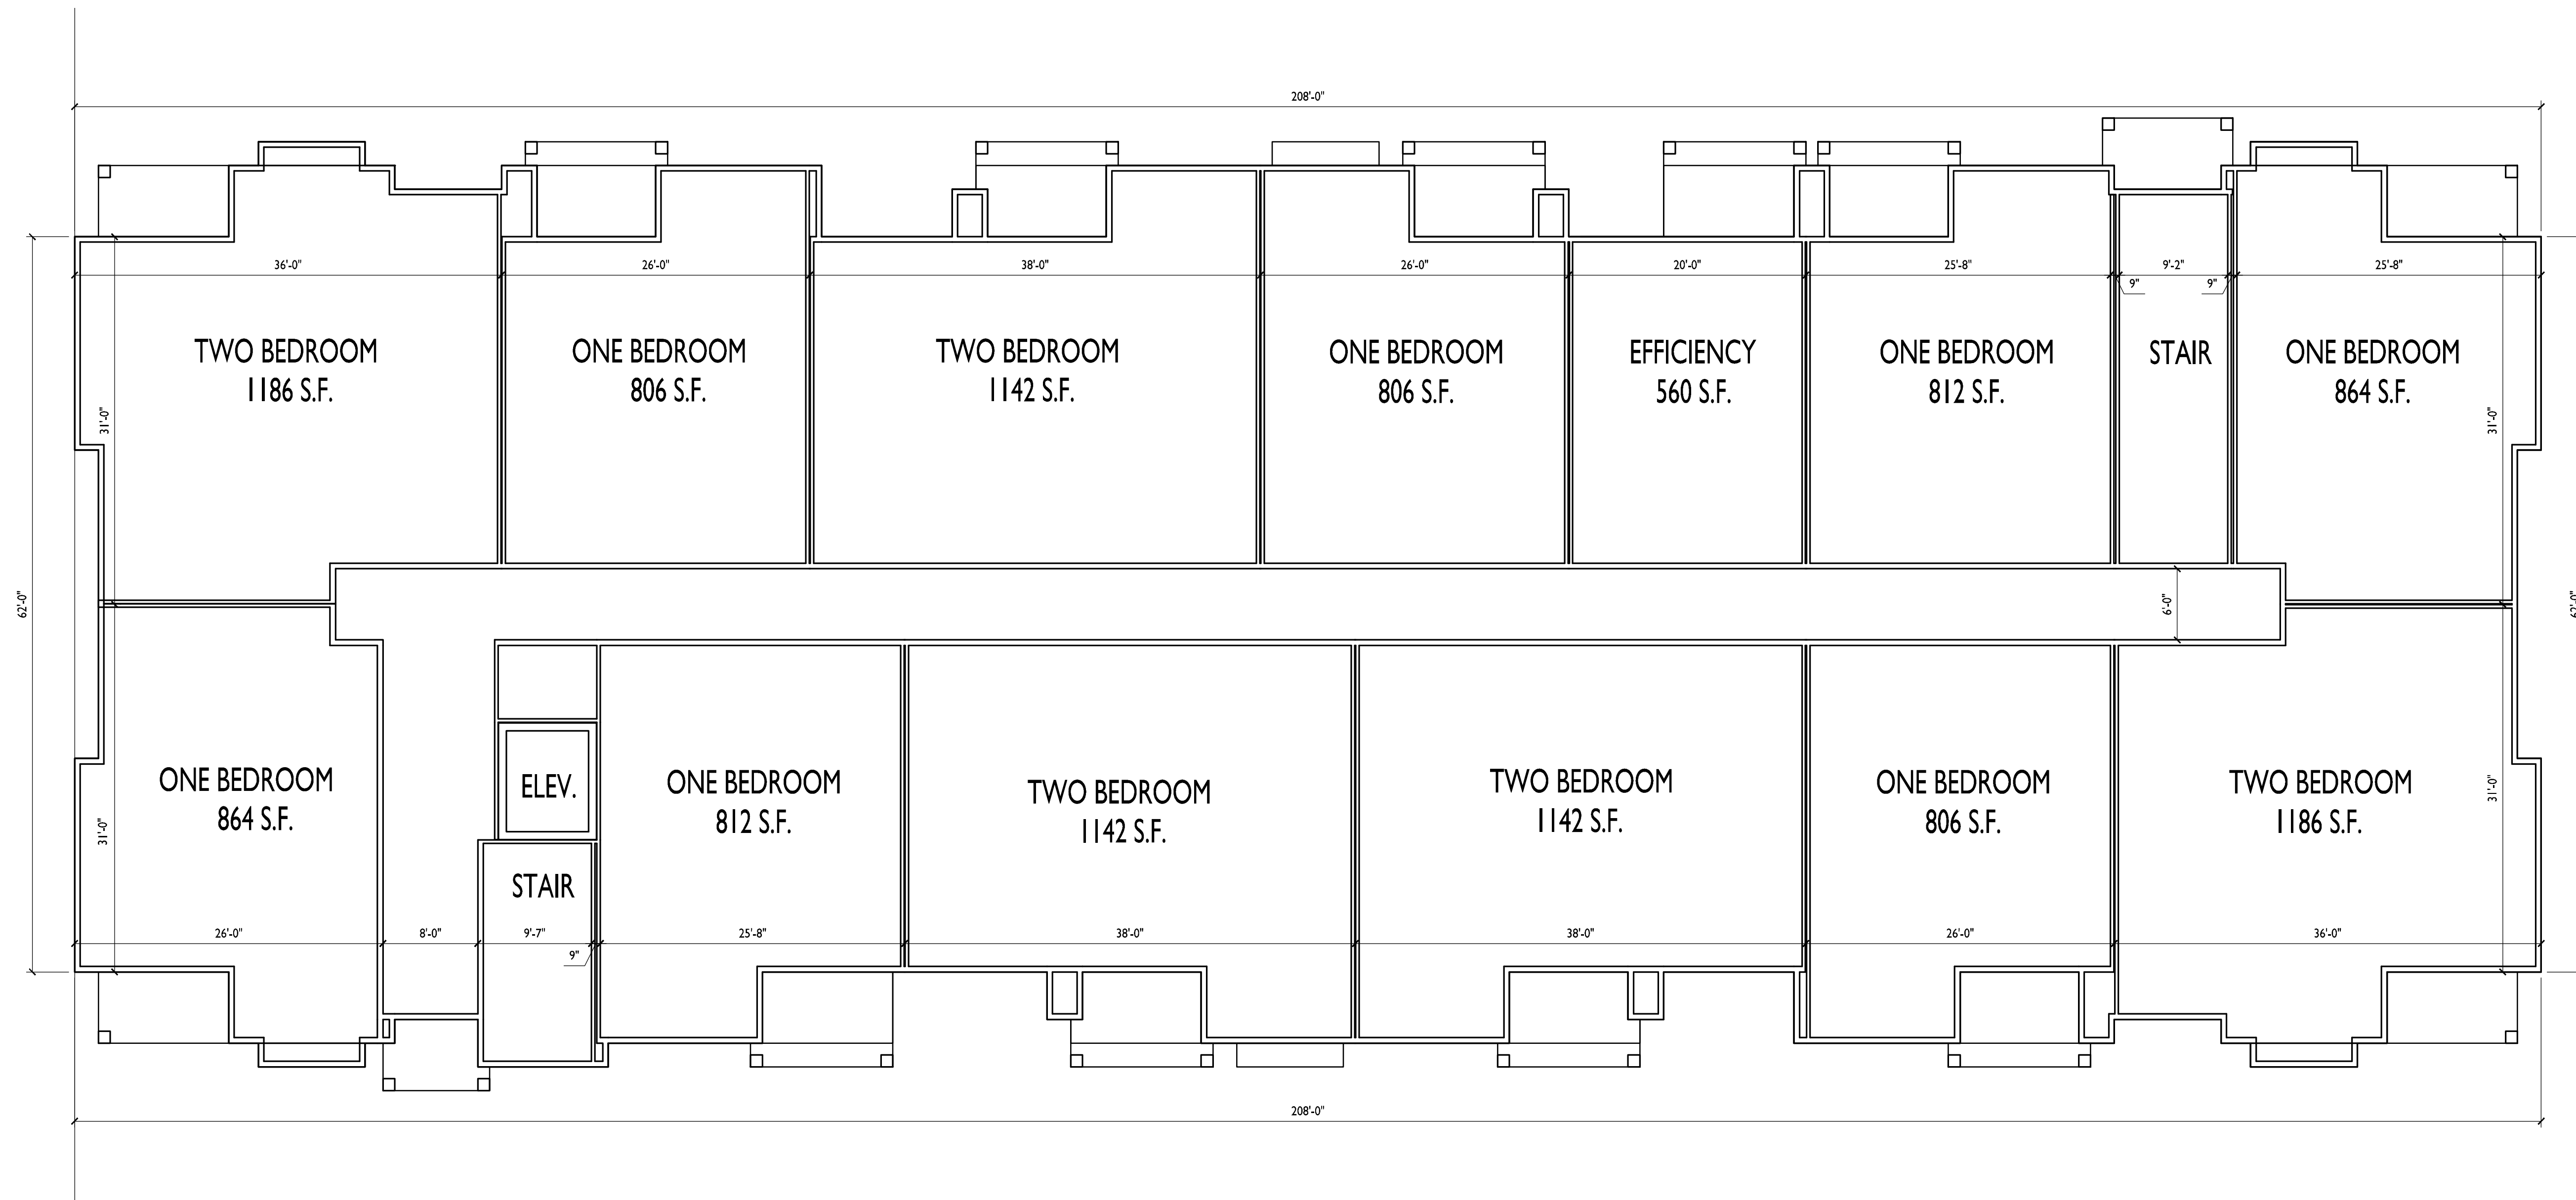 208'-0"
36'-0"
26'-0"
38'-0"
26'-0"
20'-0"
25'-8"
9'-2"
25'-8"
9"
9"
TWO BEDROOM
1186 S.F.
ONE BEDROOM
806 S.F.
TWO BEDROOM
1142 S.F.
ONE BEDROOM
806 S.F.
EFFICIENCY
560 S.F.
ONE BEDROOM
812 S.F.
STAIR
ONE BEDROOM
864 S.F.
31'-0"
31'-0"
62'-0"
6'-0"
62'-0"
ONE BEDROOM
864 S.F.
ELEV.
ONE BEDROOM
812 S.F.
TWO BEDROOM
1142 S.F.
TWO BEDROOM
1142 S.F.
ONE BEDROOM
806 S.F.
TWO BEDROOM
1186 S.F.
31'-0"
31'-0"
STAIR
26'-0"
8'-0"
9'-7"
9"
25'-8"
38'-0"
38'-0"
26'-0"
36'-0"
208'-0"